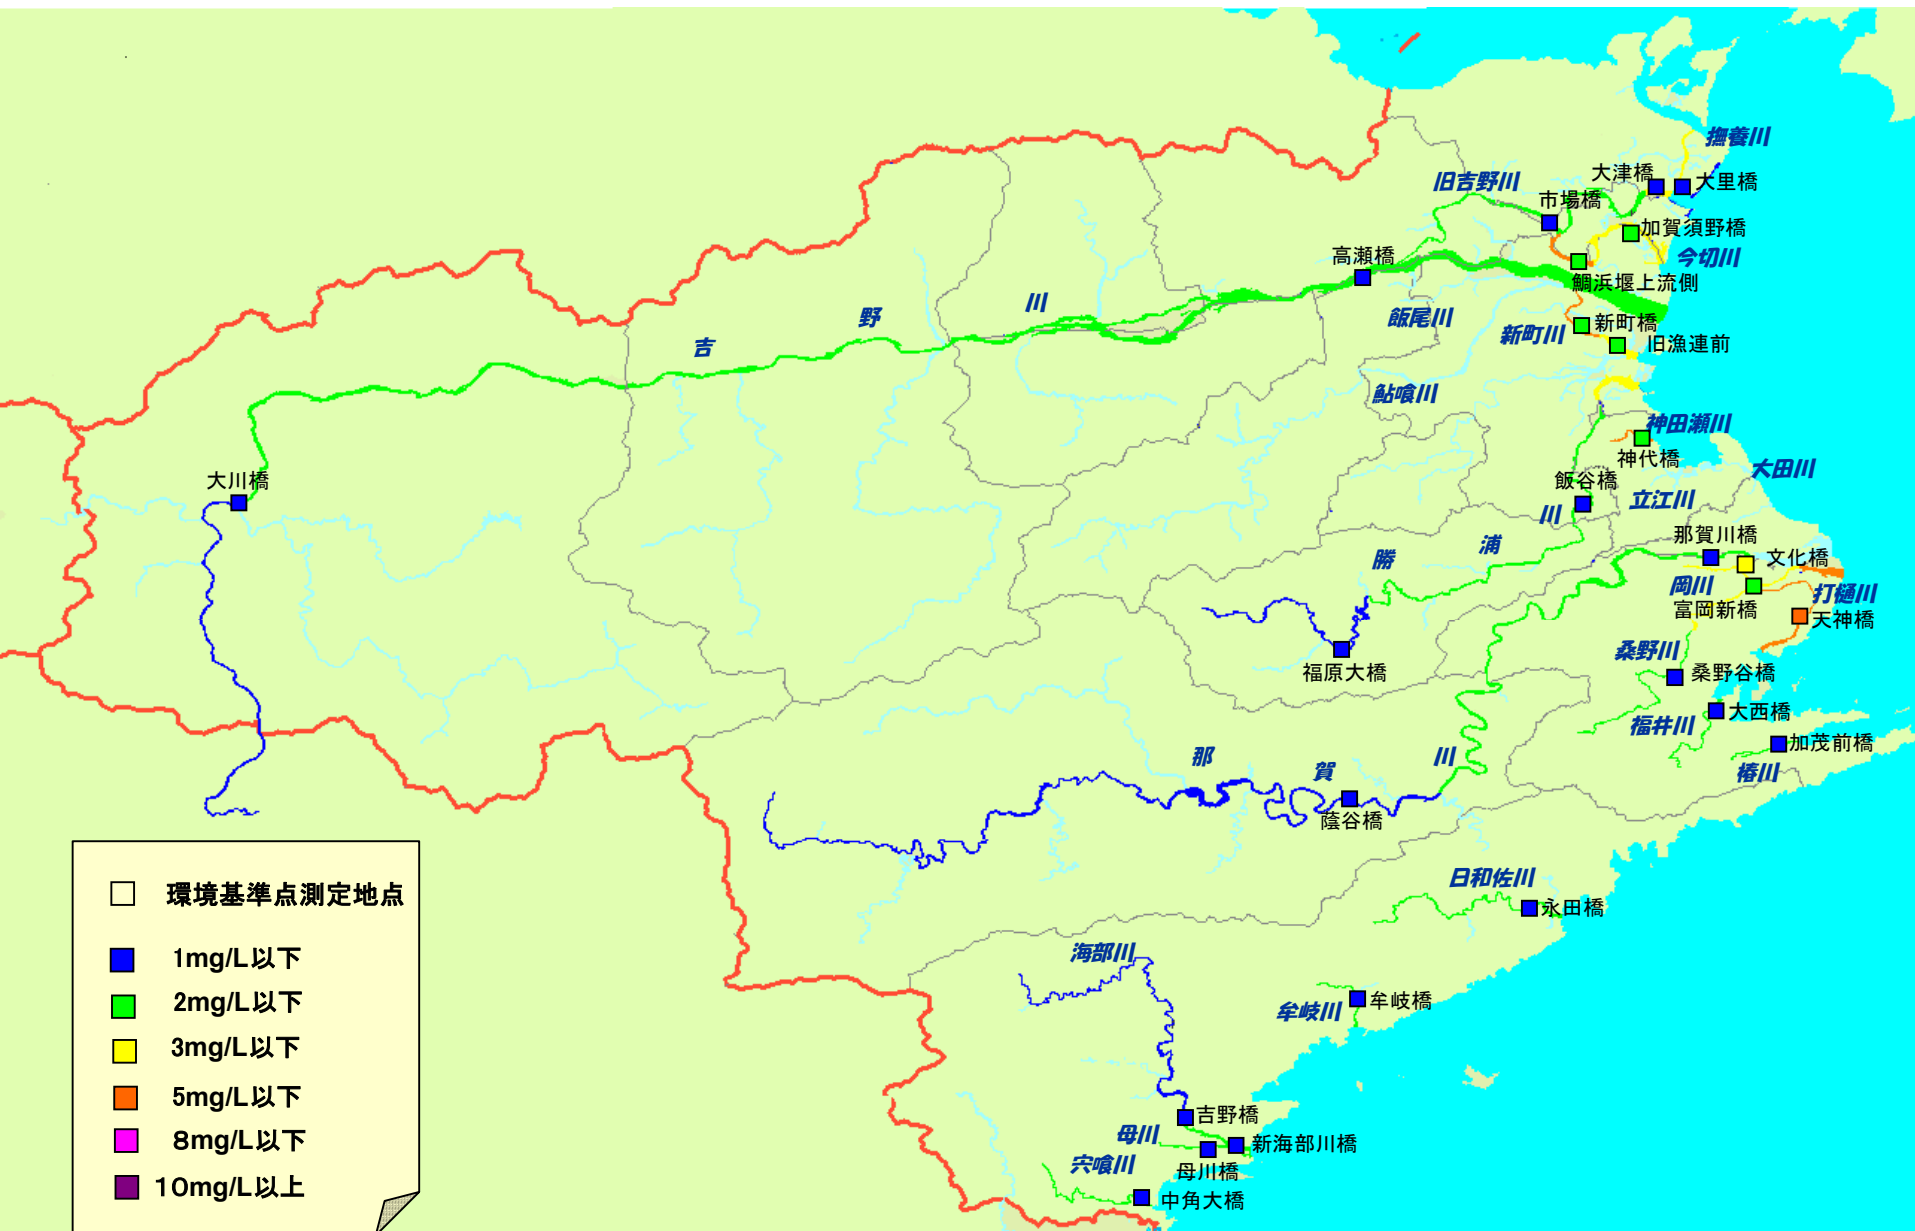 撫養川
大津橋
大里橋
旧吉野川
市場橋
加賀須野橋
高瀬橋
今切川
鯛浜堰上流側
吉 野 川
飯尾川
新町川
新町橋
旧漁連前
鮎喰川
神田瀬川
神代橋
大田川
大川橋
飯谷橋
立江川
勝 浦 川
那賀川橋
文化橋
岡川
富岡新橋
打樋川
天神橋
福原大橋
桑野川
桑野谷橋
大西橋
福井川
加茂前橋
椿川
那 賀 川
蔭谷橋
日和佐川
永田橋
海部川
牟岐川
牟岐橋
吉野橋
母川
新海部川橋
母川橋
宍喰川
中角大橋
環境基準点測定地点
1mg/L以下
2mg/L以下
3mg/L以下
5mg/L以下
8mg/L以下
10mg/L以上